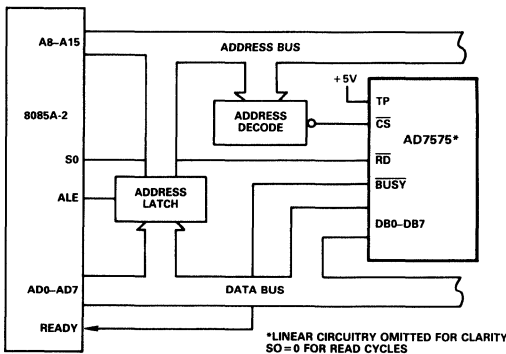 A8–A15
ADDRESS BUS
+5V
TP
8085A-2
ADDRESS
DECODE
CS
AD7575*
S0
RD
ALE
ADDRESS
LATCH
BUSY
DB0–DB7
AD0–AD7
DATA BUS
READY
*LINEAR CIRCUITRY OMITTED FOR CLARITY
SO=0 FOR READ CYCLES